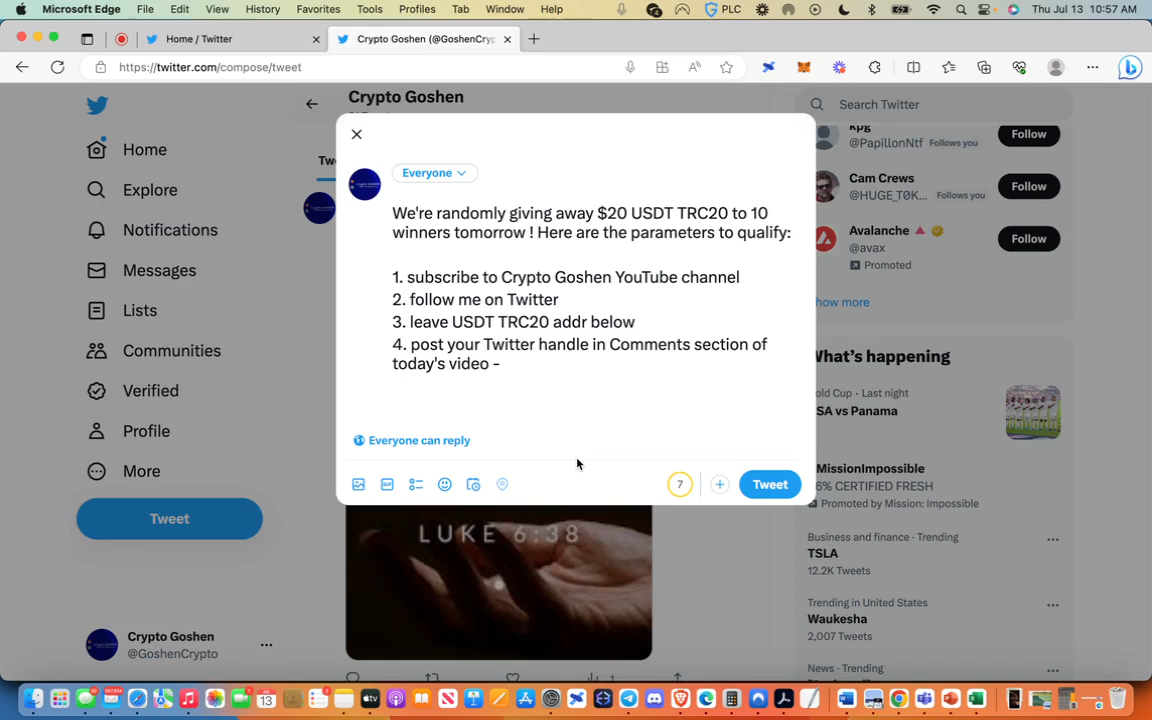 Microsoft Edge File Edit View History Favorites Tools Profiles Tab Window Help PLC Thu Jul 13 10:57 AM
Home / Twitter
Crypto Goshen (@GoshenCryp
https://twitter.com/compose/tweet
Crypto Goshen
Search Twitter
Home
Explore
Notifications
Messages
Lists
Communities
Verified
Profile
More
Tweet
Crypto Goshen
@GoshenCrypto
Everyone
We're randomly giving away $20 USDT TRC20 to 10
winners tomorrow ! Here are the parameters to qualify:
1. subscribe to Crypto Goshen YouTube channel
2. follow me on Twitter
3. leave USDT TRC20 addr below
4. post your Twitter handle in Comments section of
today's video -
Everyone can reply
7
Tweet
LUKE 6:38
kpg
@PapillonNtf Follows you
Follow
Cam Crews
@HUGE_T0K... Follows you
Follow
Avalanche
@avax
Promoted
Follow
how more
What's happening
old Cup · Last night
SA vs Panama
MissionImpossible
6% CERTIFIED FRESH
Promoted by Mission: Impossible
Business and finance · Trending
TSLA
12.2K Tweets
Trending in United States
Waukesha
2,007 Tweets
News · Trending